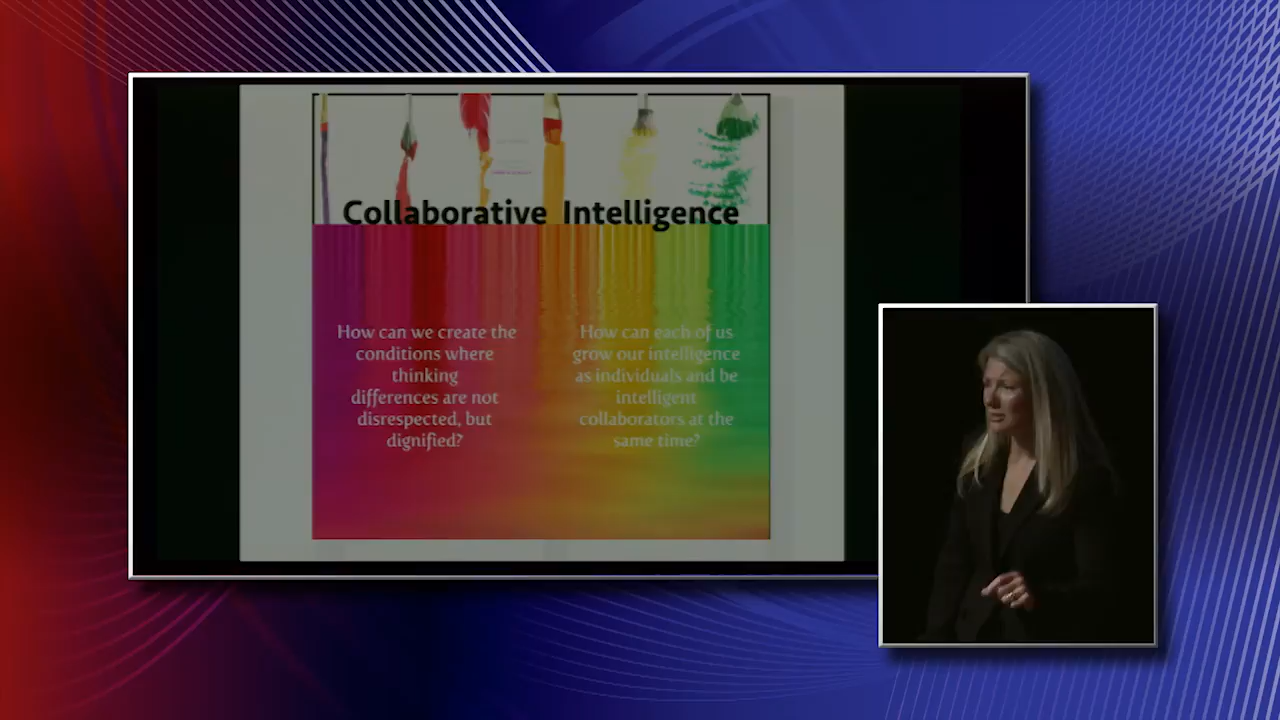 Collaborative Intelligence
How can we create the
conditions where
thinking
differences are not
disrespected, but
dignified?
How can each of us
grow our intelligence
as individuals and be
intelligent
collaborators at the
same time?